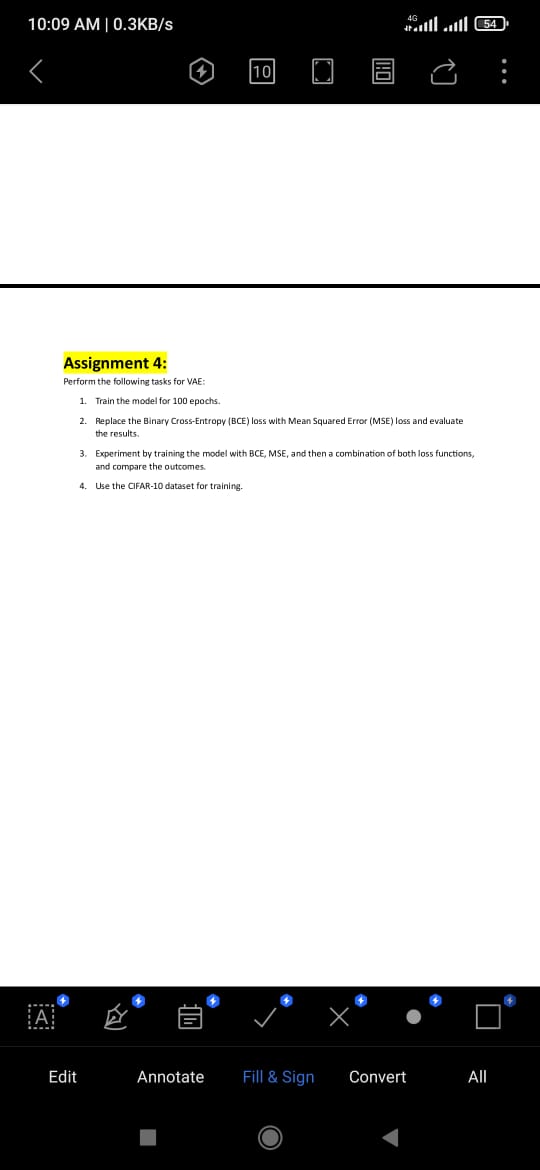 10:09 AM | 0.3KB/s
4G
54
10
Assignment 4:
Perform the following tasks for VAE:
1. Train the model for 100 epochs.
2. Replace the Binary Cross-Entropy (BCE) loss with Mean Squared Error (MSE) loss and evaluate
the results.
3. Experiment by training the model with BCE, MSE, and then a combination of both loss functions,
and compare the outcomes.
4. Use the CIFAR-10 dataset for training.
A
Edit
Annotate
Fill & Sign
Convert
All